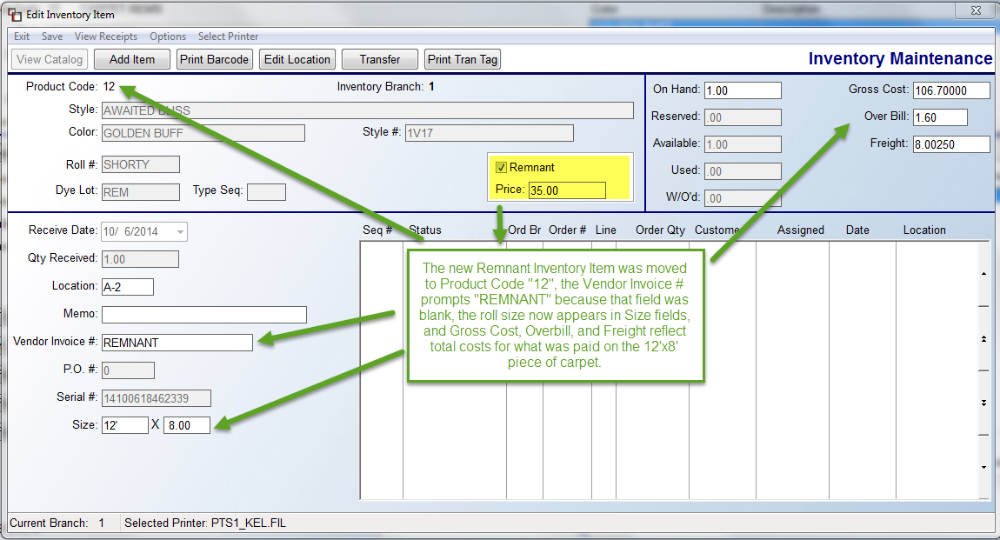 Edit Inventory Item
Exit Save View Receipts Options Select Printer
View Catalog Add Item Print Barcode Edit Location Transfer Print Tran Tag
Inventory Maintenance
Product Code: 12
Inventory Branch: 1
Style: AWAITED BLISS
Color: GOLDEN BUFF
Style #: 1V17
Roll #: SHORTY
Dye Lot: REM
Type Seq:
Remnant
Price: 35.00
On Hand: 1.00
Reserved: .00
Available: 1.00
Used: .00
W/O'd: .00
Gross Cost: 106.70000
Over Bill: 1.60
Freight: 8.00250
Receive Date: 10/ 6/2014
Qty Received: 1.00
Location: A-2
Memo:
Vendor Invoice #: REMNANT
P.O. #: 0
Serial #: 14100618462339
Size: 12' X 8.00
Seq # Status Ord Br Order # Line Order Qty Custome Assigned Date Location
The new Remnant Inventory Item was moved
to Product Code "12", the Vendor Invoice #
prompts "REMNANT" because that field was
blank, the roll size now appears in Size fields,
and Gross Cost, Overbill, and Freight reflect
total costs for what was paid on the 12'x8'
piece of carpet.
Current Branch: 1 Selected Printer: PTS1_KEL.FIL